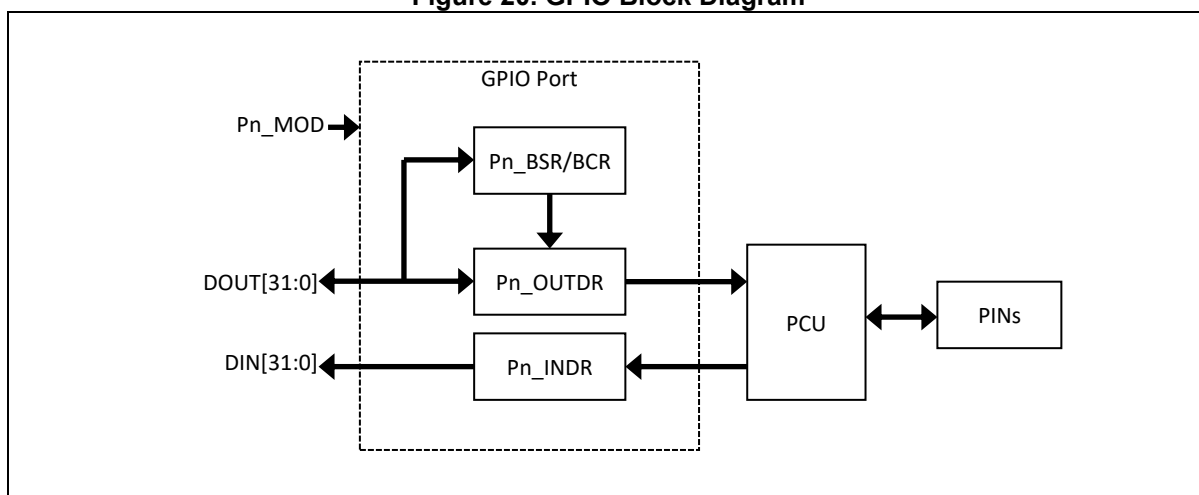 Figure 20. GPIO Block Diagram
GPIO Port
Pn_MOD
Pn_BSR/BCR
DOUT[31:0]
Pn_OUTDR
PCU
PINs
DIN[31:0]
Pn_INDR